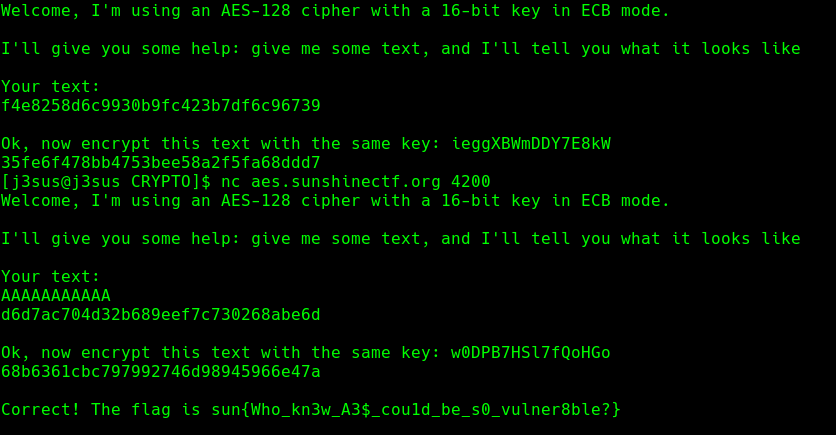 Welcome, I'm using an AES-128 cipher with a 16-bit key in ECB mode.
I'll give you some help: give me some text, and I'll tell you what it looks like
Your text:
f4e8258d6c9930b9fc423b7df6c96739
Ok, now encrypt this text with the same key: ieggXBWmDDY7E8kW
35fe6f478bb4753bee58a2f5fa68ddd7
[j3sus@j3sus CRYPTO]$ nc aes.sunshinectf.org 4200
Welcome, I'm using an AES-128 cipher with a 16-bit key in ECB mode.
I'll give you some help: give me some text, and I'll tell you what it looks like
Your text:
AAAAAAAAAAA
d6d7ac704d32b689eef7c730268abe6d
Ok, now encrypt this text with the same key: w0DPB7HSl7fQoHGo
68b6361cbc797992746d98945966e47a
Correct! The flag is sun{Who_kn3w_A3$_cou1d_be_s0_vulner8ble?}